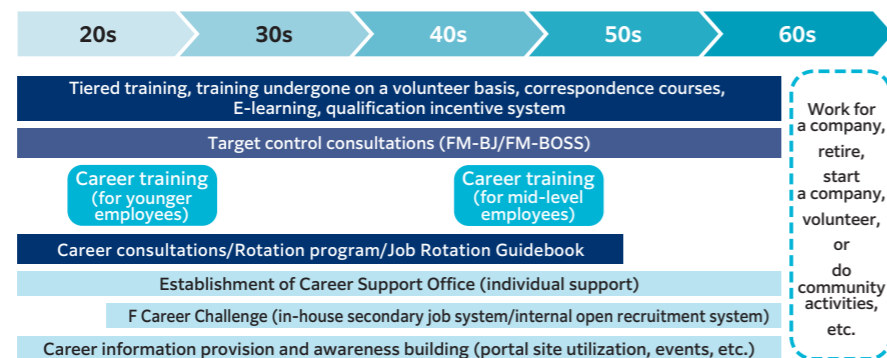 20s
30s
40s
50s
60s
Tiered training, training undergone on a volunteer basis, correspondence courses,
E-learning, qualification incentive system
Target control consultations (FM-BJ/FM-BOSS)
Career training
(for younger
employees)
Career training
(for mid-level
employees)
Career consultations/Rotation program/Job Rotation Guidebook
Establishment of Career Support Office (individual support)
F Career Challenge (in-house secondary job system/internal open recruitment system)
Career information provision and awareness building (portal site utilization, events, etc.)
Work for
a company,
retire,
start
a company,
volunteer,
or
do
community
activities,
etc.